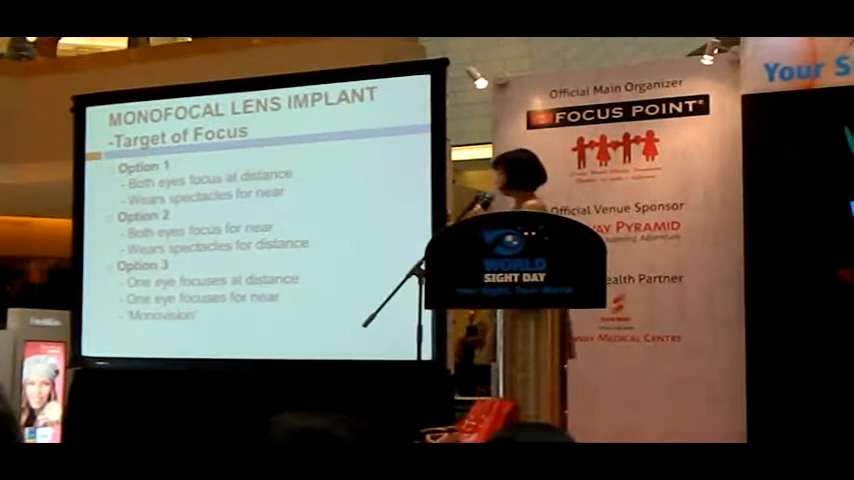 MONOFOCAL LENS IMPLANT
-Target of Focus
Option 1
- Both eyes focus at distance
- Wears spectacles for near
Option 2
- Both eyes focus for near
- Wears spectacles for distance
Option 3
- One eye focuses at distance
- One eye focuses for near
- 'Monovision'
WORLD
SIGHT DAY
Official Main Organizer
FOCUS POINT
Official Venue Sponsor
WAY PYRAMID
Health Partner
WAY MEDICAL CENTRE
Your